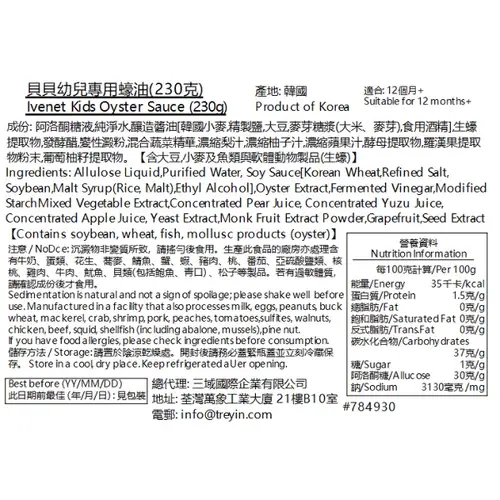 貝貝幼兒專用蠔油(230克)
Ivenet Kids Oyster Sauce (230g)
產地: 韓國
Product of Korea
適合: 12個月+
Suitable for 12 months+
成份: 阿洛酮糖液,純淨水,釀造醬油[韓國小麥,精製鹽,大豆,麥芽糖漿(大米、麥芽),食用酒精],生蠔
提取物,發酵醋,變性澱粉,混合蔬菜精華,濃縮梨汁,濃縮柚子汁,濃縮蘋果汁,酵母提取物,羅漢果提取
物粉末,葡萄柚籽提取物。【含大豆,小麥及魚類與軟體動物製品(生蠔)】
Ingredients: Allulose Liquid,Purified Water, Soy Sauce[Korean Wheat,Refined Salt,
Soybean,Malt Syrup(Rice, Malt),Ethyl Alcohol],Oyster Extract,Fermented Vinegar,Modified
StarchMixed Vegetable Extract,Concentrated Pear Juice, Concentrated Yuzu Juice,
Concentrated Apple Juice, Yeast Extract,Monk Fruit Extract Powder,Grapefruit,Seed Extract
【Contains soybean, wheat, fish, mollusc products (oyster)】
注意 / NoDce: 沉澱物非變質所致，請搖勻後食用。生產此食品的廠房亦處理含
有牛奶、蛋類、花生、蕎麥、鯖魚、蟹、蝦、豬肉、桃、番茄、亞硫酸鹽類、核
桃、雞肉、牛肉、魷魚、貝類(包括鮑魚、青口)、松子等製品。若有過敏體質,
請確認成份後才食用。
Sedimentation is natural and not a sign of spoilage; please shake well before
use. Manufactured in a facility that also processes milk, eggs, peanuts, buck
wheat, mackerel, crab, shrimp, pork, peaches, tomatoes,sulfites, walnuts,
chicken, beef, squid, shellfish (including abalone, mussels),pine nut.
If you have food allergies, please check ingredients before consumption.
儲存方法 / Storage:請置於陰涼乾燥處。開封後請務必蓋緊瓶蓋並立刻冷藏保
存。 Store in a cool, dry place. Keep refrigerated aUer opening.
營養資料
Nutrition Information
每100克計算/Per 100g
能量/Energy 35千卡/kcal
蛋白質/Protein 1.5克/g
總脂肪/Fat 0克/g
飽和脂肪/Saturated Fat 0克/g
反式脂肪/TransFat 0克/g
碳水化合物/Carbohydrates
37克/g
糖/Sugar 1克/g
阿洛酮糖/Allucose 30克/g
鈉/Sodium 3130毫克/mg
Best before (YY/MM/DD)
此日期前最佳 (年/月/日): 見包裝
總代理: 三域國際企業有限公司
地址: 荃灣萬象工業大廈 21樓B10室
電郵: info@treyin.com
#784930